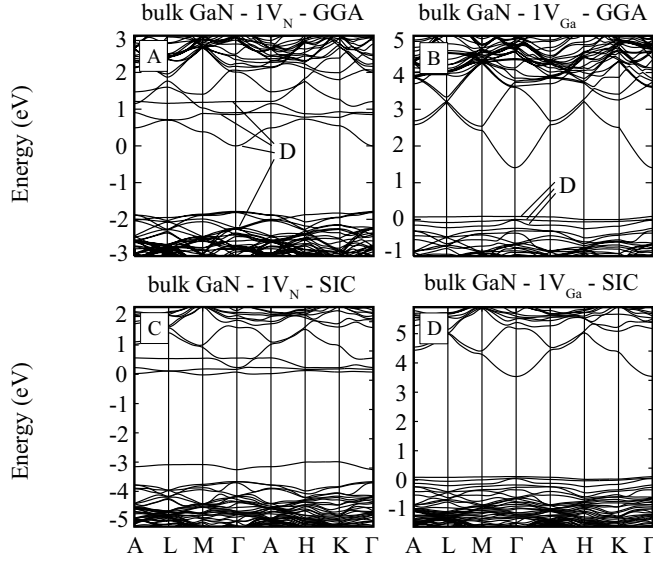 bulk GaN - 1V_N - GGA
bulk GaN - 1V_Ga - GGA
Energy (eV)
3
2
1
0
-1
-2
-3
A
D
5
4
3
2
1
0
-1
B
D
bulk GaN - 1V_N - SIC
bulk GaN - 1V_Ga - SIC
Energy (eV)
2
1
0
-1
-2
-3
-4
-5
C
5
4
3
2
1
0
-1
D
A L M Γ A H K Γ
A L M Γ A H K Γ